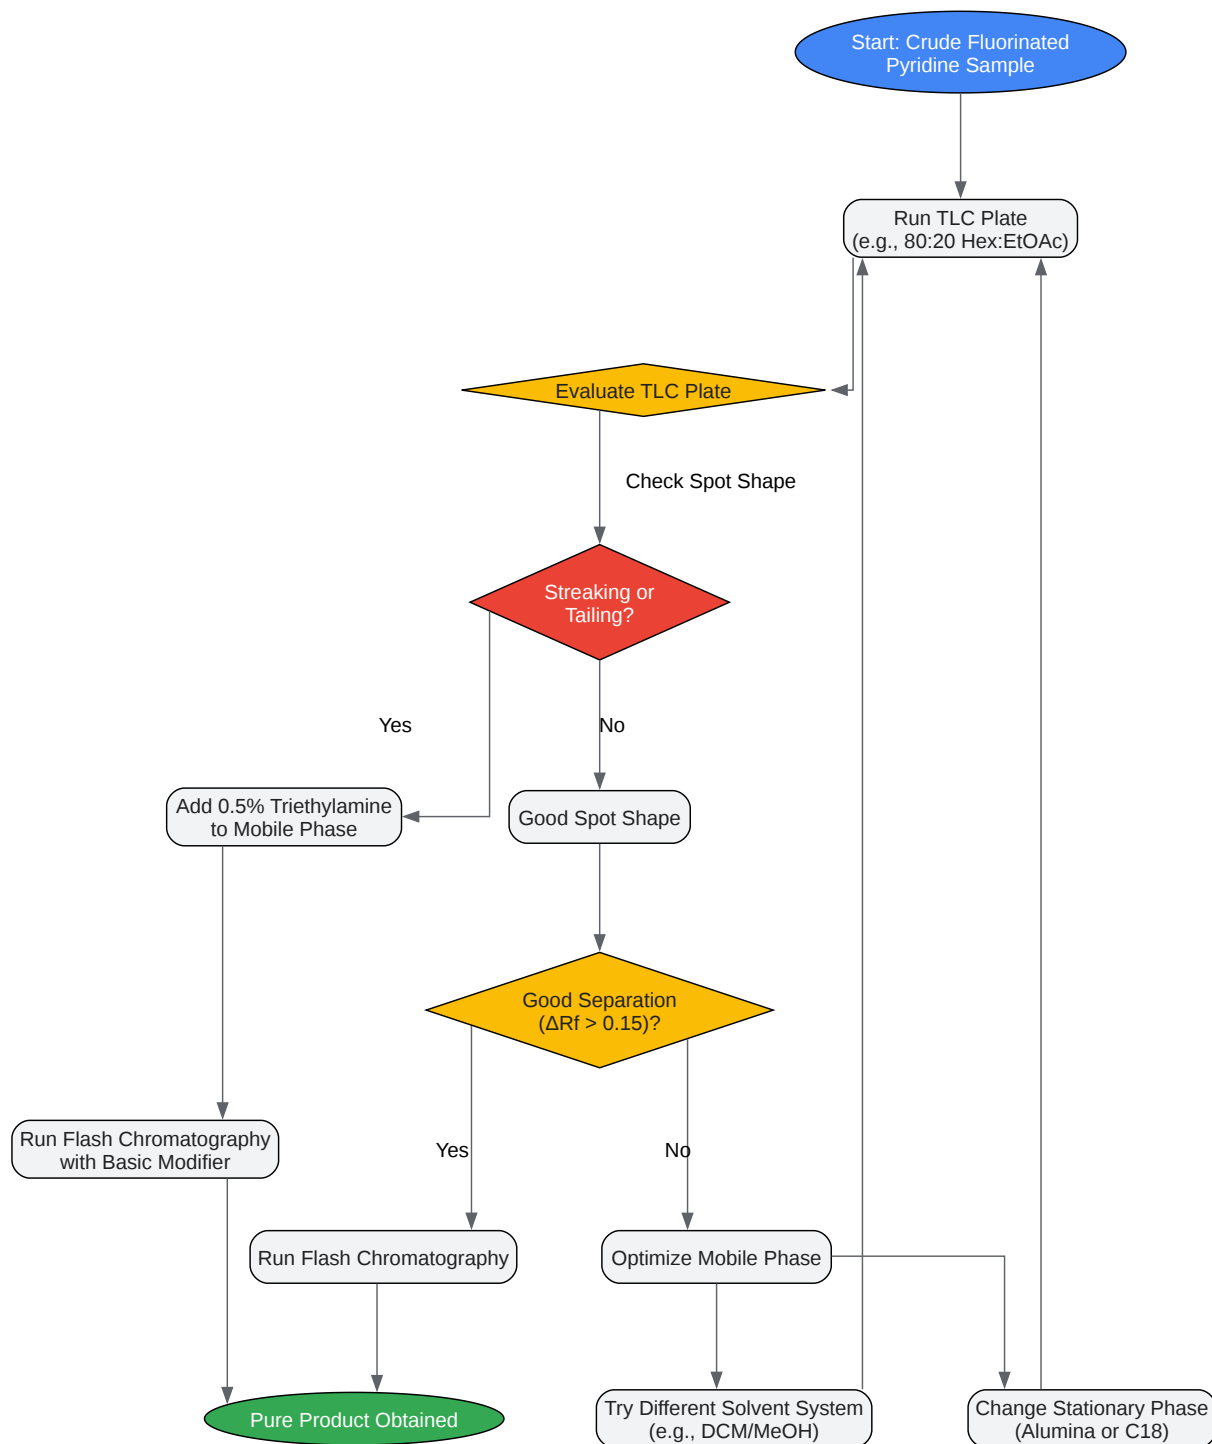 Start: Crude Fluorinated
Pyridine Sample
Run TLC Plate
(e.g., 80:20 Hex:EtOAc)
Evaluate TLC Plate
Check Spot Shape
Streaking or
Tailing?
Yes
No
Add 0.5% Triethylamine
to Mobile Phase
Good Spot Shape
Good Separation
(ΔRf > 0.15)?
Run Flash Chromatography
with Basic Modifier
Yes
No
Run Flash Chromatography
Optimize Mobile Phase
Pure Product Obtained
Try Different Solvent System
(e.g., DCM/MeOH)
Change Stationary Phase
(Alumina or C18)